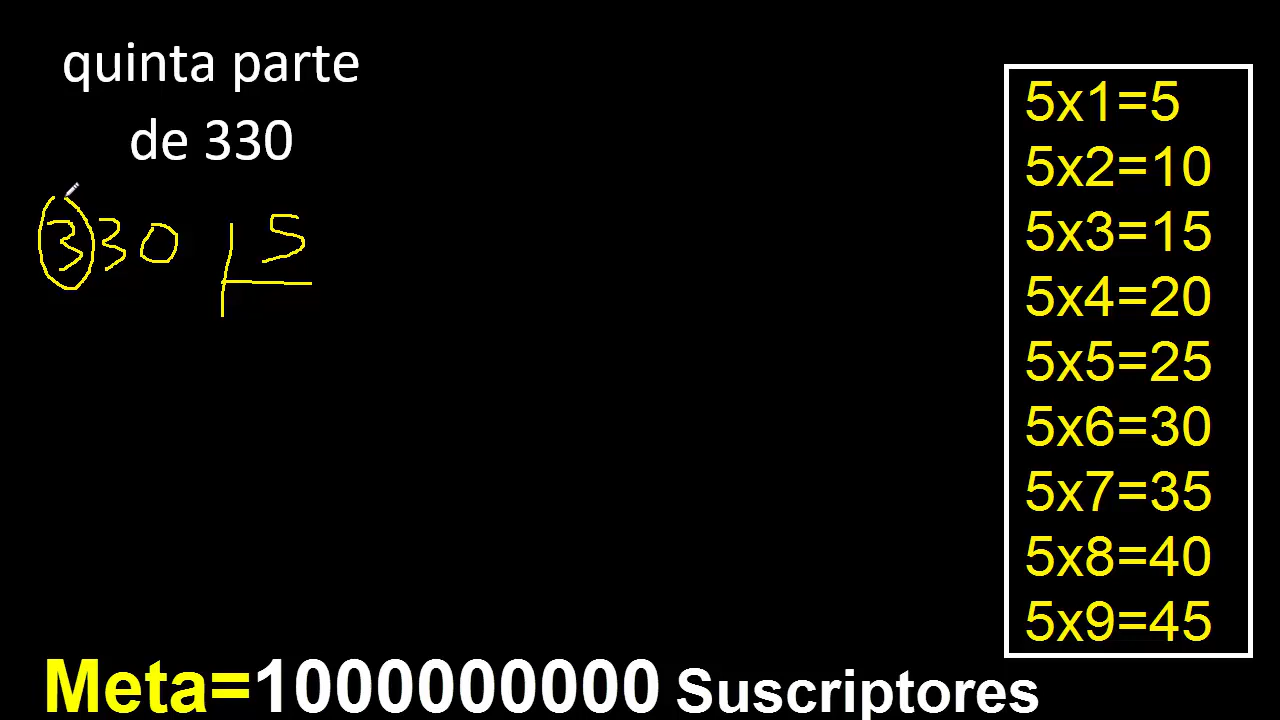 quinta parte
de 330
330 5
5x1=5
5x2=10
5x3=15
5x4=20
5x5=25
5x6=30
5x7=35
5x8=40
5x9=45
Meta=1000000000 Suscriptores